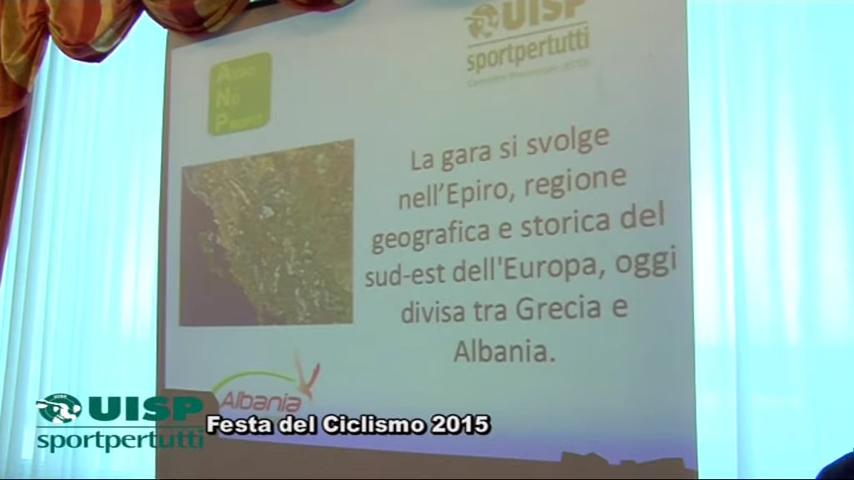 UISP
sportpertutti
La gara si svolge
nell'Epiro, regione
geografica e storica del
sud-est dell'Europa, oggi
divisa tra Grecia e
Albania.
Albania
UISP
sportpertutti
Festa del Ciclismo 2015